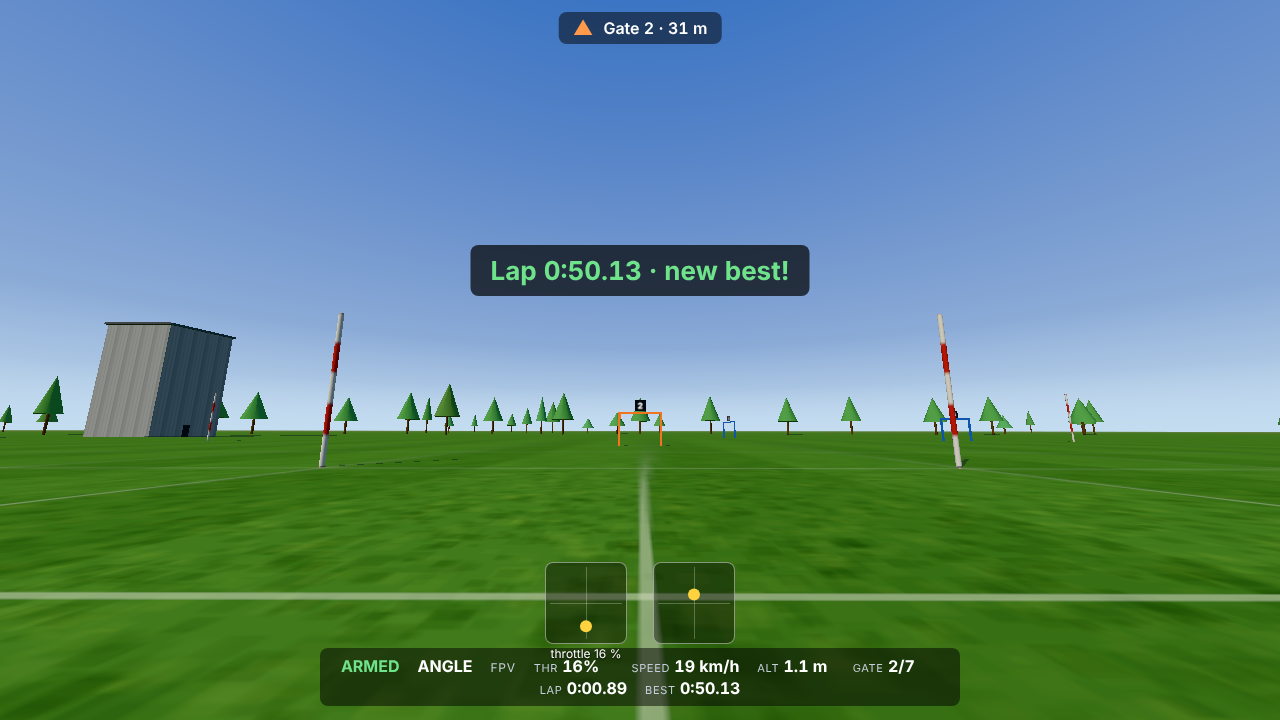 Gate 2 · 31 m
Lap 0:50.13 · new best!
2
throttle 16 %
ARMED ANGLE FPV THR 16% SPEED 19 km/h ALT 1.1 m GATE 2/7
LAP 0:00.89 BEST 0:50.13